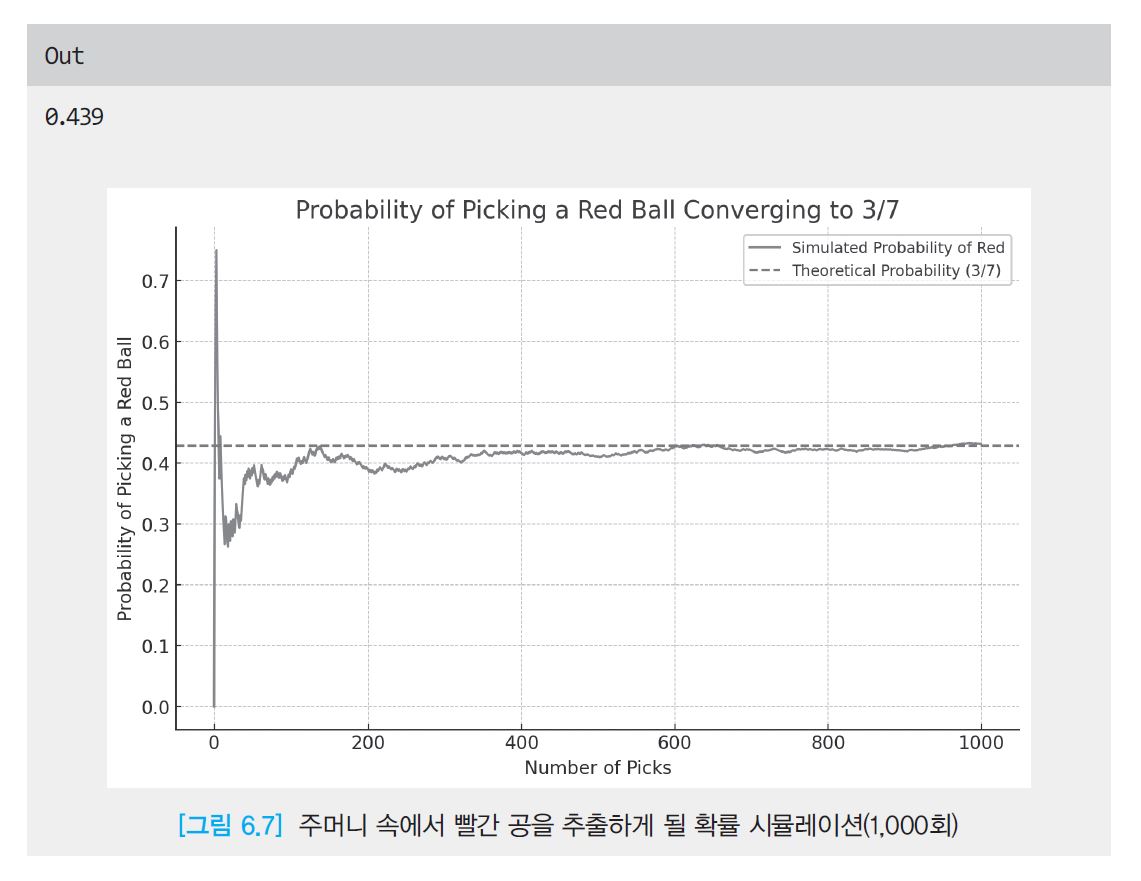 Out
0.439
Probability of Picking a Red Ball Converging to 3/7
Simulated Probability of Red
Theoretical Probability (3/7)
Probability of Picking a Red Ball
0.7
0.6
0.5
0.4
0.3
0.2
0.1
0.0
0 200 400 600 800 1000
Number of Picks
[그림 6.7] 주머니 속에서 빨간 공을 추출하게 될 확률 시뮬레이션(1,000회)